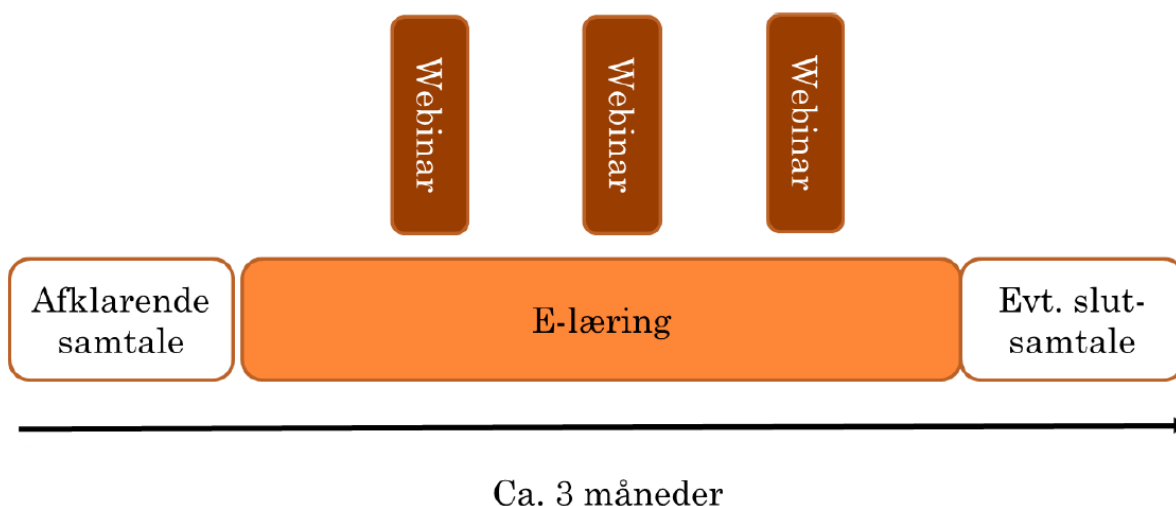 Webinar
Webinar
Webinar
Afklarende
samtale
E-læring
Evt. slut-
samtale
Ca. 3 måneder